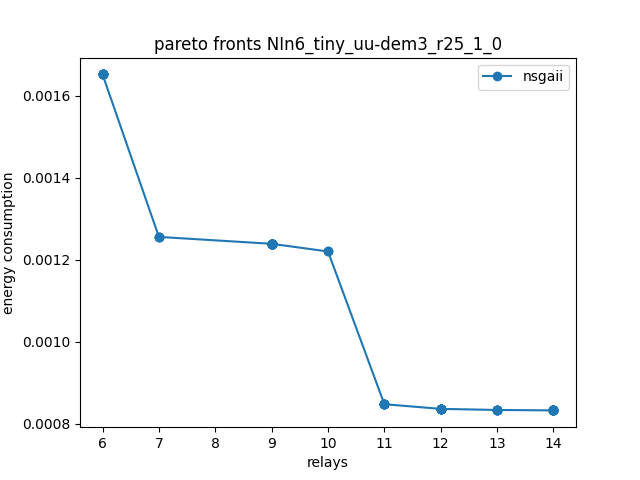 pareto fronts NIn6_tiny_uu-dem3_r25_1_0
nsgaii
0.0016
0.0014
0.0012
0.0010
0.0008
energy consumption
6 7 8 9 10 11 12 13 14
relays